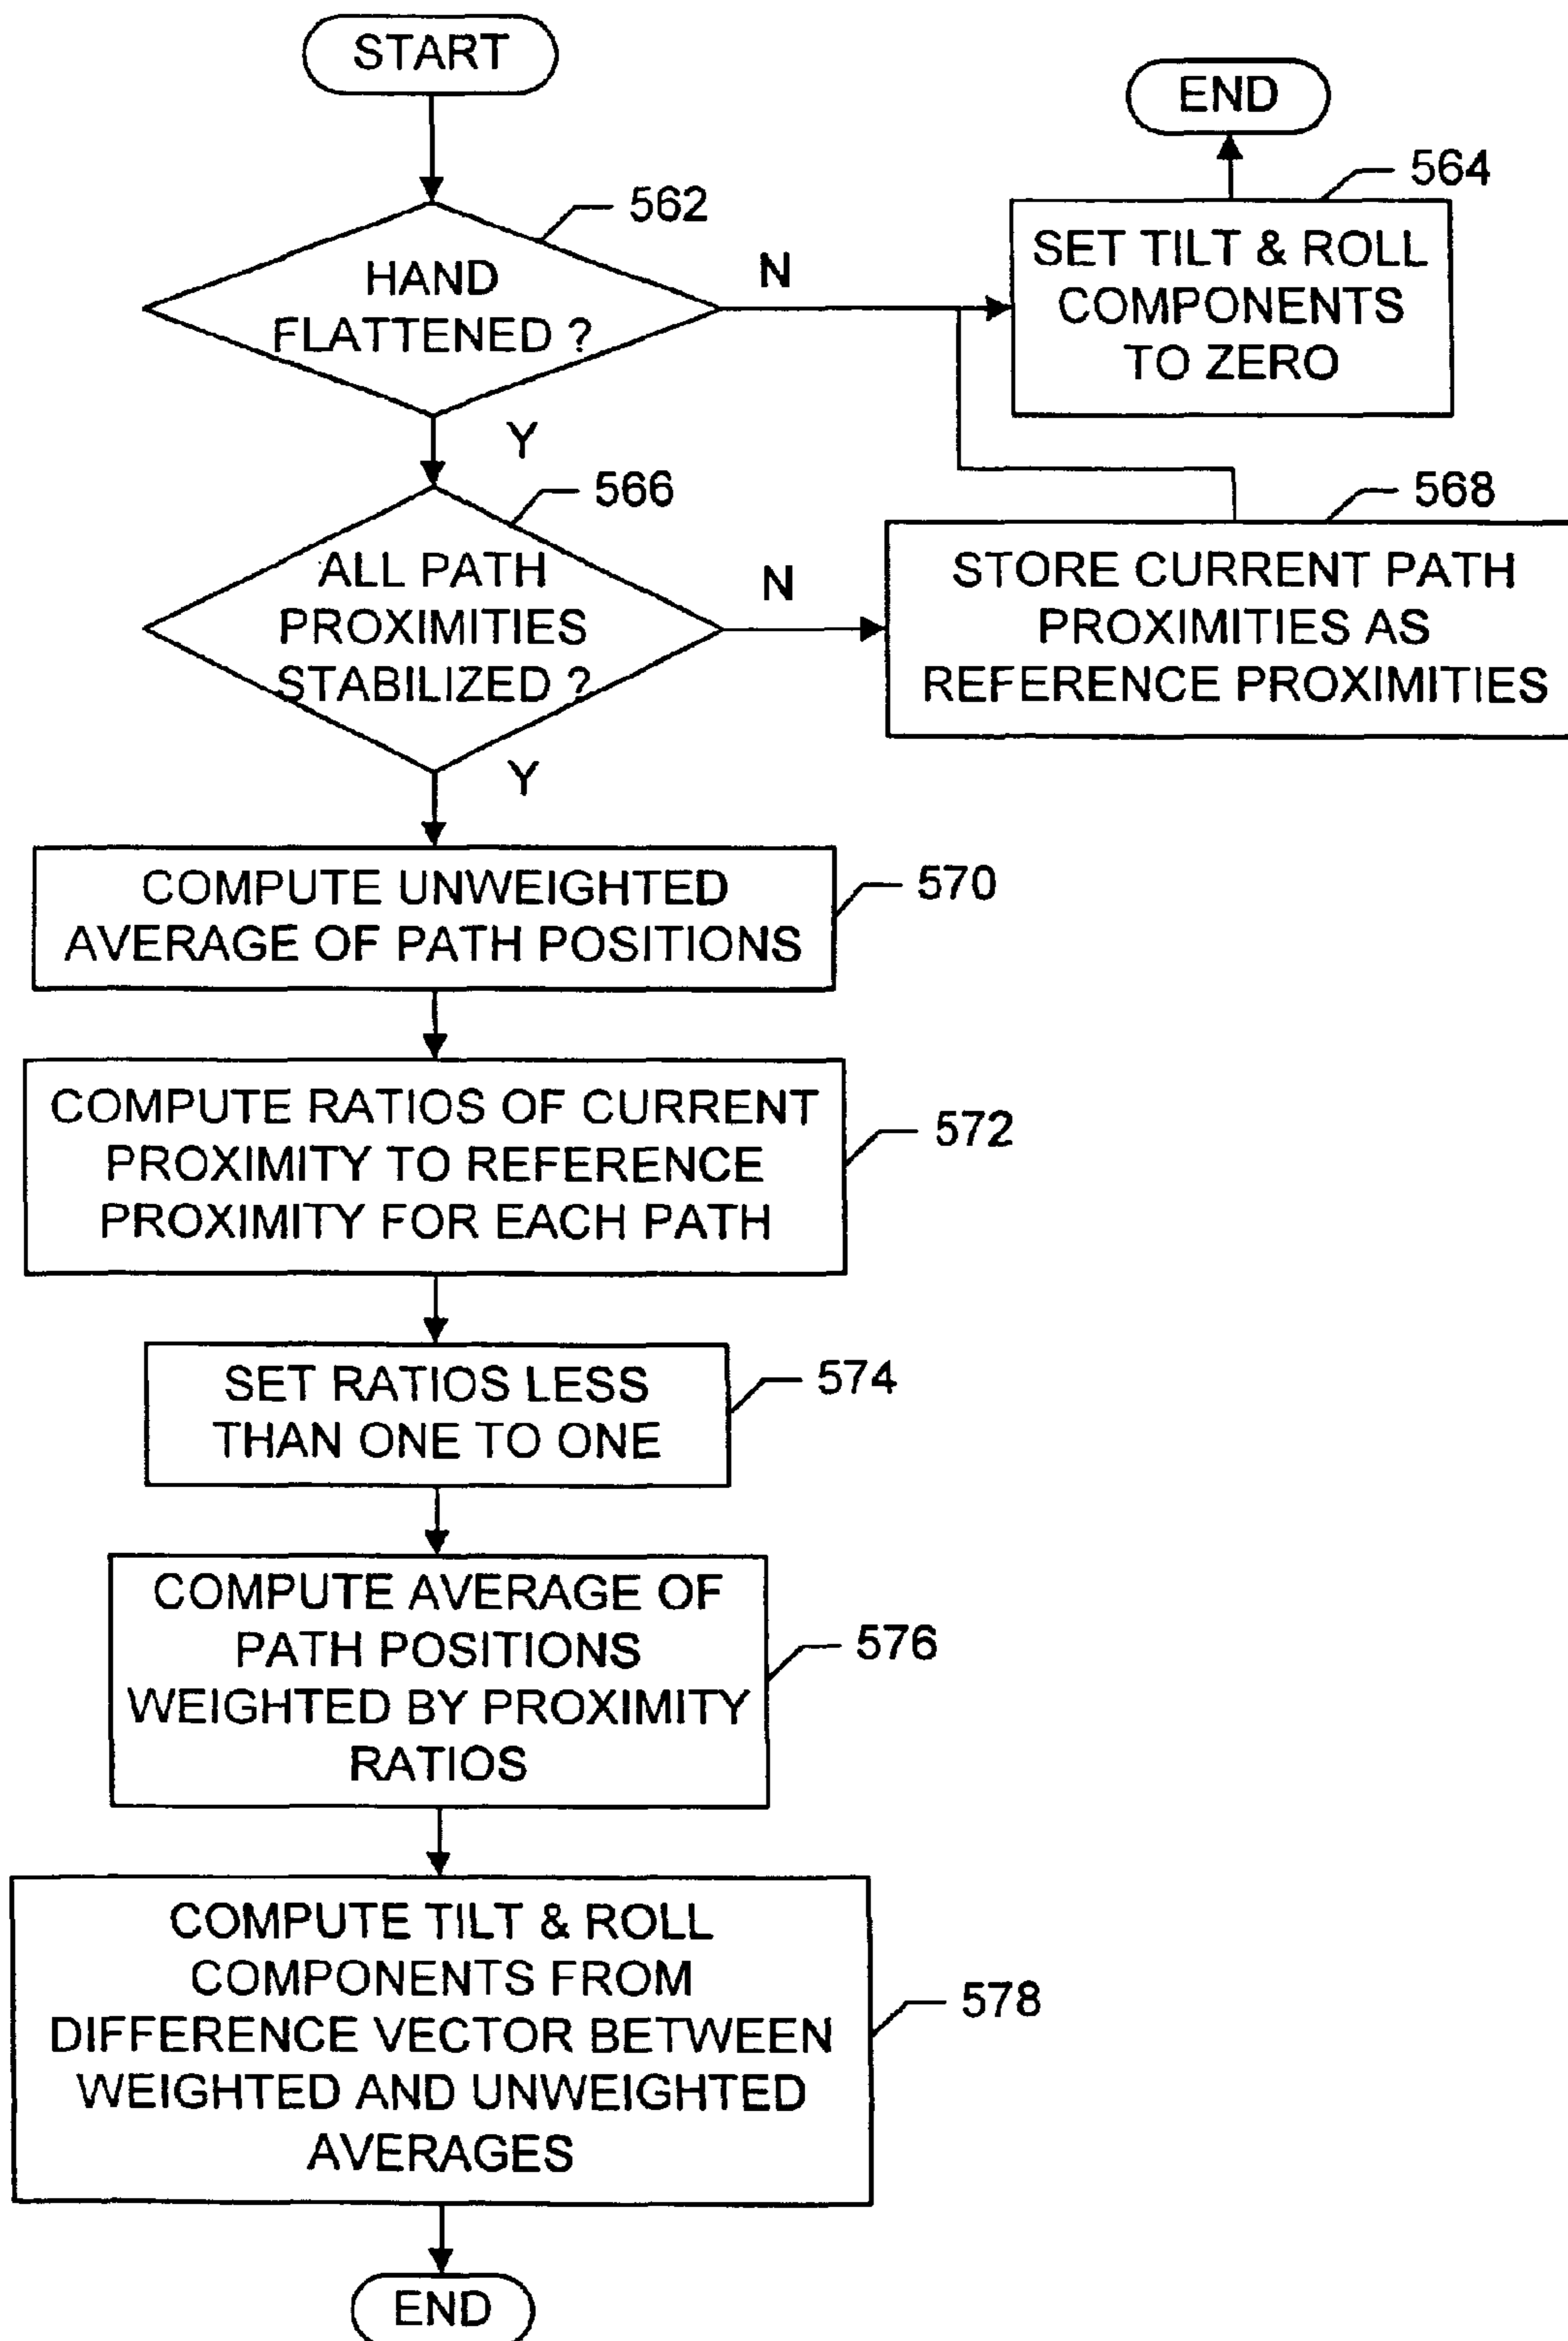 START
END
564
562
SET TILT & ROLL
COMPONENTS
TO ZERO
N
HAND
FLATTENED ?
Y
566
568
ALL PATH
PROXIMITIES
STABILIZED ?
N
STORE CURRENT PATH
PROXIMITIES AS
REFERENCE PROXIMITIES
Y
COMPUTE UNWEIGHTED
AVERAGE OF PATH POSITIONS
570
COMPUTE RATIOS OF CURRENT
PROXIMITY TO REFERENCE
PROXIMITY FOR EACH PATH
572
SET RATIOS LESS
THAN ONE TO ONE
574
COMPUTE AVERAGE OF
PATH POSITIONS
WEIGHTED BY PROXIMITY
RATIOS
576
COMPUTE TILT & ROLL
COMPONENTS FROM
DIFFERENCE VECTOR BETWEEN
WEIGHTED AND UNWEIGHTED
AVERAGES
578
END